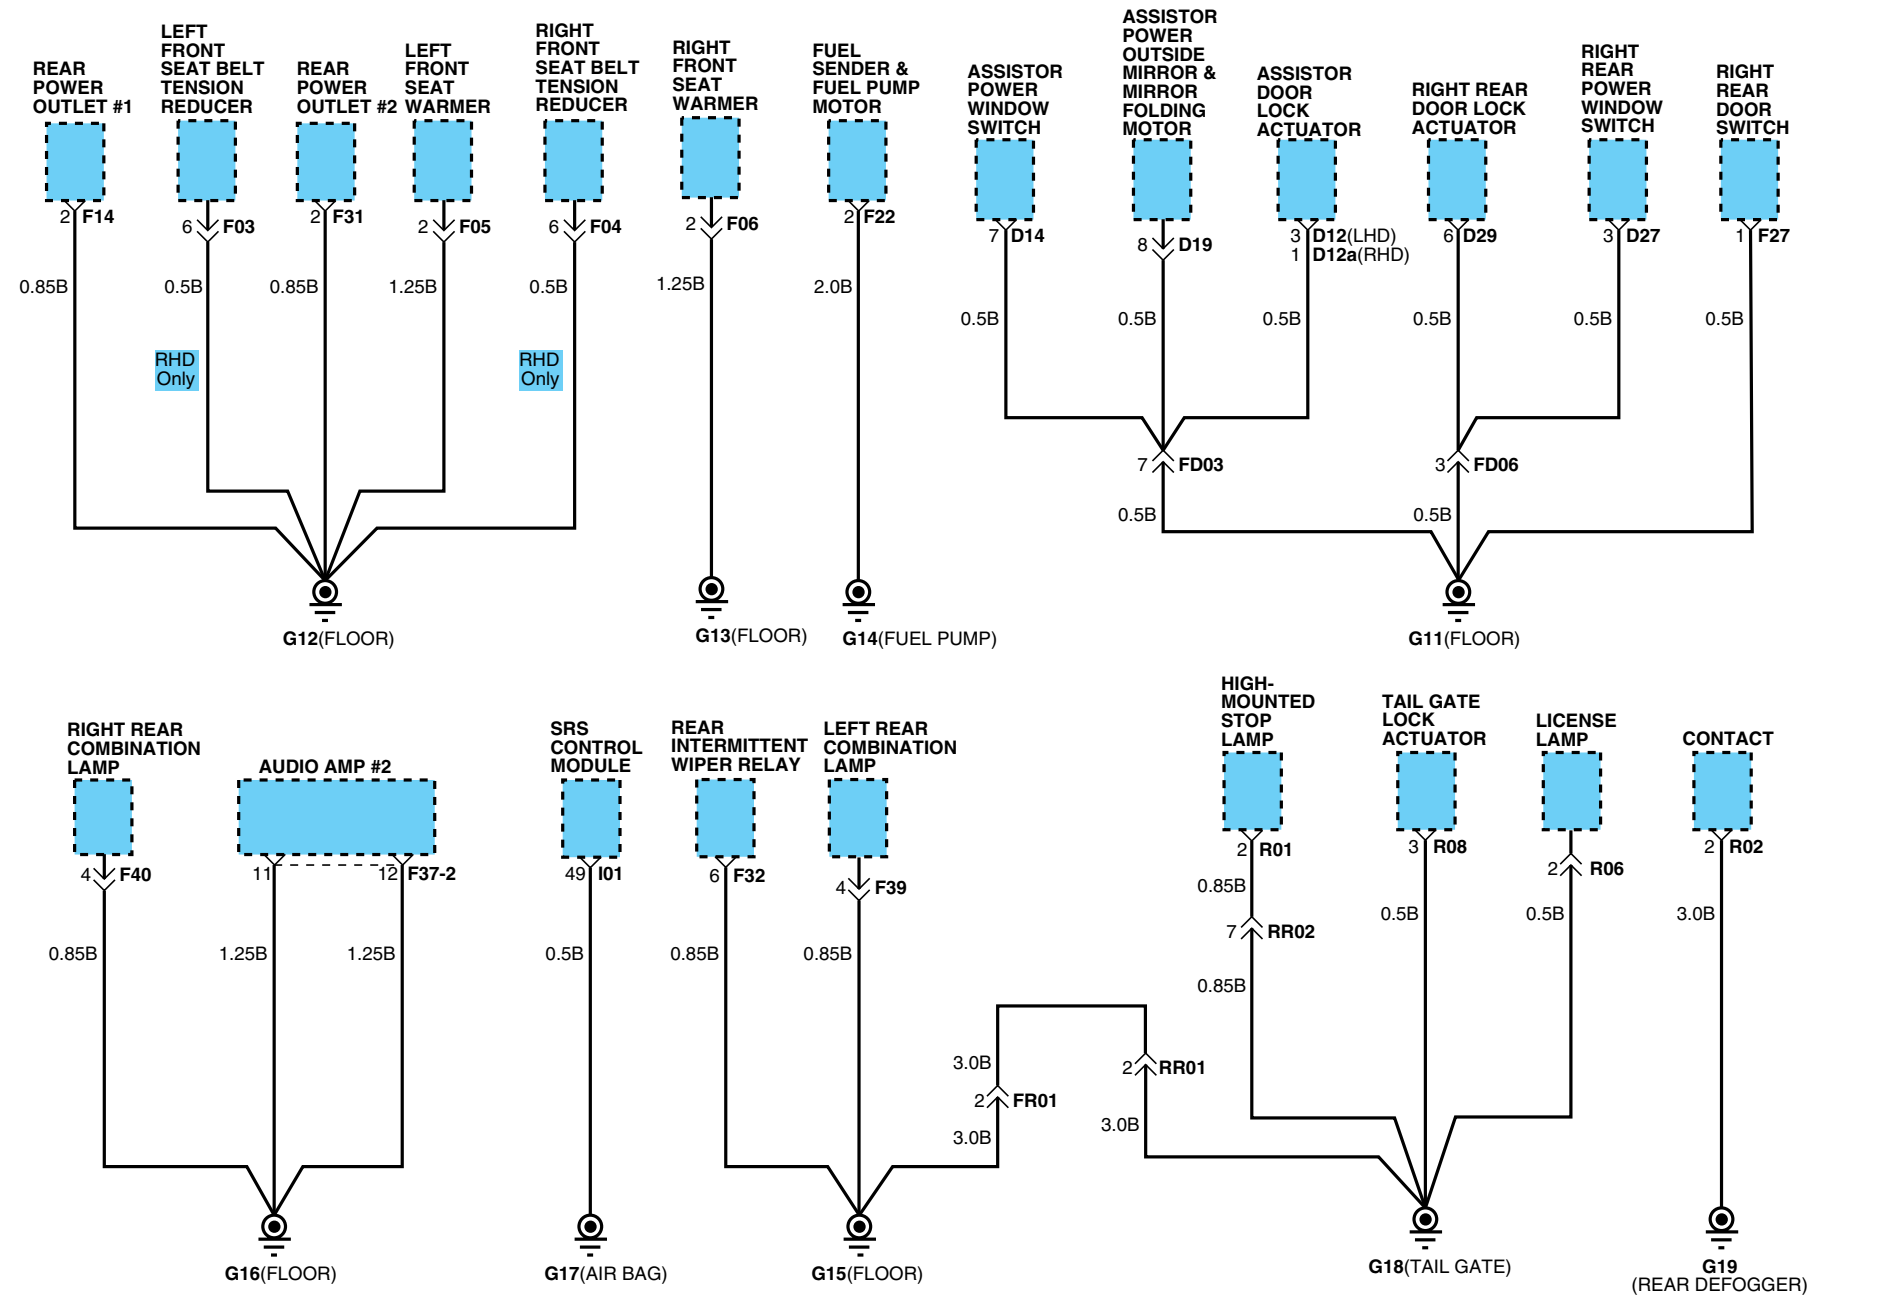 REAR
POWER
OUTLET #1
LEFT
FRONT
SEAT BELT
TENSION
REDUCER
REAR
POWER
OUTLET #2
LEFT
FRONT
SEAT
WARMER
RIGHT
FRONT
SEAT BELT
TENSION
REDUCER
RIGHT
FRONT
SEAT
WARMER
FUEL
SENDER &
FUEL PUMP
MOTOR
ASSISTOR
POWER
WINDOW
SWITCH
ASSISTOR
POWER
OUTSIDE
MIRROR &
MIRROR
FOLDING
MOTOR
ASSISTOR
DOOR
LOCK
ACTUATOR
RIGHT REAR
DOOR LOCK
ACTUATOR
RIGHT
REAR
POWER
WINDOW
SWITCH
RIGHT
REAR
DOOR
SWITCH
2 F14
6 F03
2 F31
2 F05
6 F04
2 F06
2 F22
7 D14
8 D19
3 D12(LHD)
1 D12a(RHD)
6 D29
3 D27
1 F27
0.85B
0.5B
0.85B
1.25B
0.5B
1.25B
2.0B
0.5B
0.5B
0.5B
0.5B
0.5B
0.5B
RHD
Only
RHD
Only
7 FD03
3 FD06
0.5B
0.5B
G12(FLOOR)
G13(FLOOR)
G14(FUEL PUMP)
G11(FLOOR)
RIGHT REAR
COMBINATION
LAMP
AUDIO AMP #2
SRS
CONTROL
MODULE
REAR
INTERMITTENT
WIPER RELAY
LEFT REAR
COMBINATION
LAMP
HIGH-
MOUNTED
STOP
LAMP
TAIL GATE
LOCK
ACTUATOR
LICENSE
LAMP
CONTACT
4 F40
11
12 F37-2
49 I01
6 F32
4 F39
2 R01
3 R08
2 R06
2 R02
0.85B
7 RR02
0.85B
0.5B
0.5B
3.0B
0.85B
1.25B
1.25B
0.5B
0.85B
0.85B
3.0B
2 FR01
3.0B
2 RR01
3.0B
G16(FLOOR)
G17(AIR BAG)
G15(FLOOR)
G18(TAIL GATE)
G19
(REAR DEFOGGER)